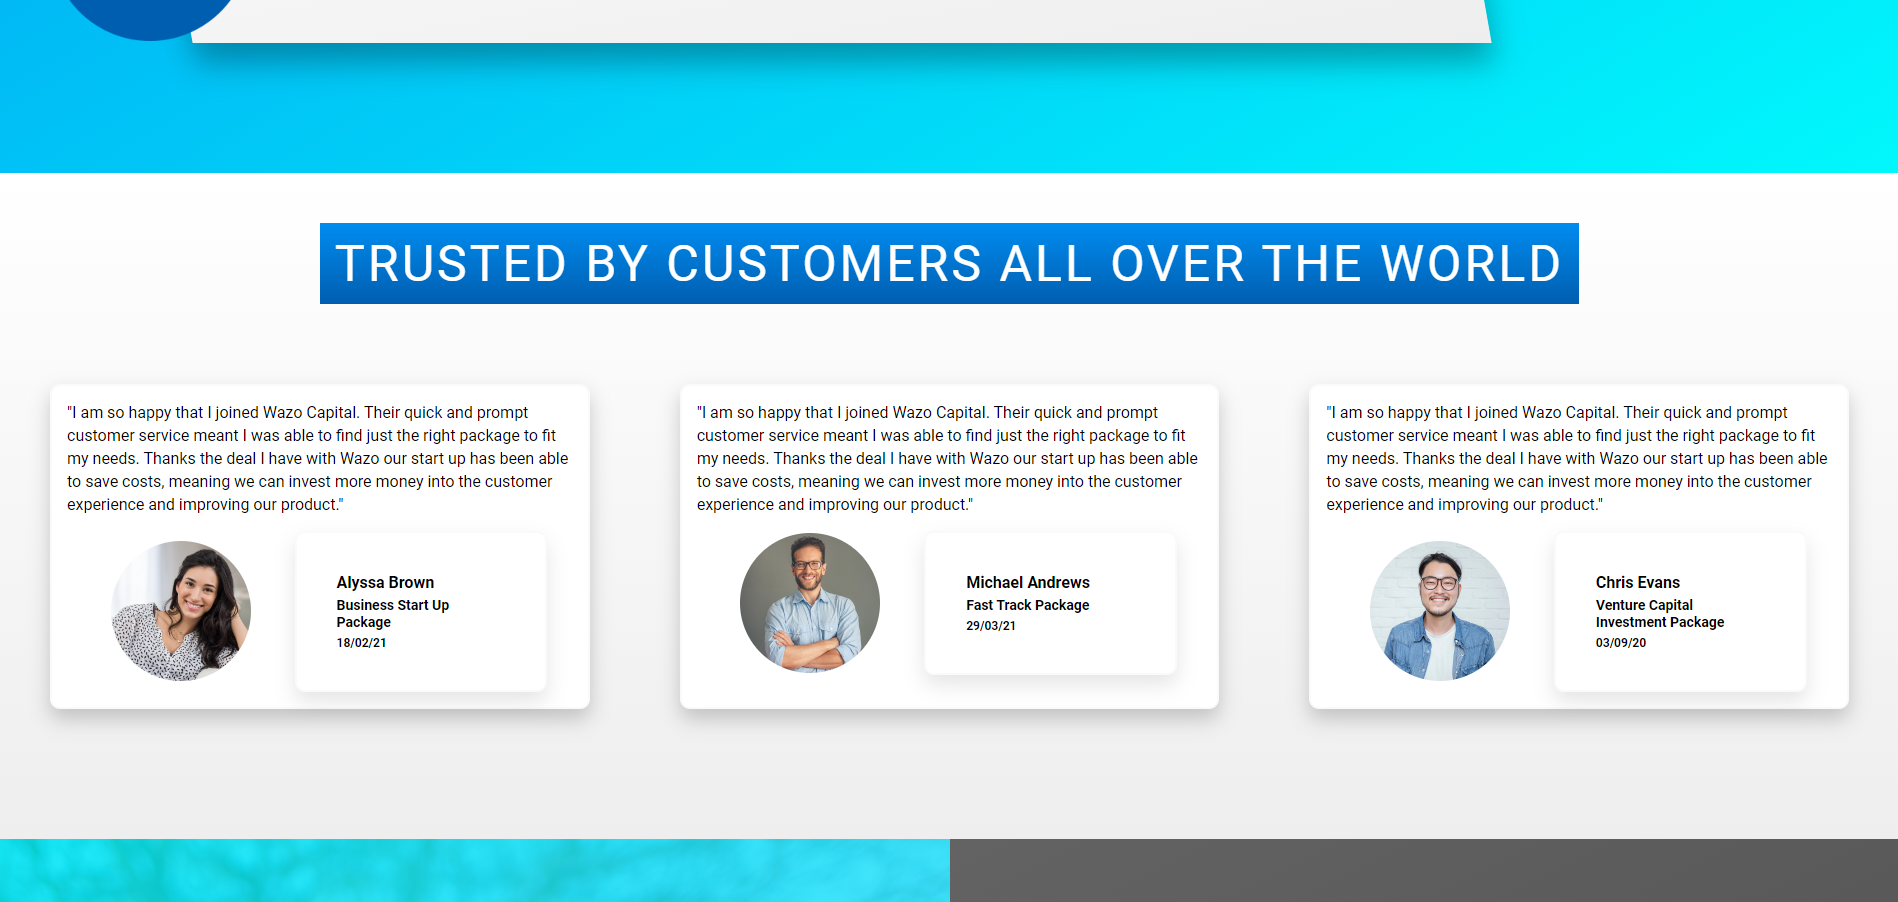 TRUSTED BY CUSTOMERS ALL OVER THE WORLD
"I am so happy that I joined Wazo Capital. Their quick and prompt
customer service meant I was able to find just the right package to fit
my needs. Thanks the deal I have with Wazo our start up has been able
to save costs, meaning we can invest more money into the customer
experience and improving our product."
Alyssa Brown
Business Start Up
Package
18/02/21
"I am so happy that I joined Wazo Capital. Their quick and prompt
customer service meant I was able to find just the right package to fit
my needs. Thanks the deal I have with Wazo our start up has been able
to save costs, meaning we can invest more money into the customer
experience and improving our product."
Michael Andrews
Fast Track Package
29/03/21
"I am so happy that I joined Wazo Capital. Their quick and prompt
customer service meant I was able to find just the right package to fit
my needs. Thanks the deal I have with Wazo our start up has been able
to save costs, meaning we can invest more money into the customer
experience and improving our product."
Chris Evans
Venture Capital
Investment Package
03/09/20